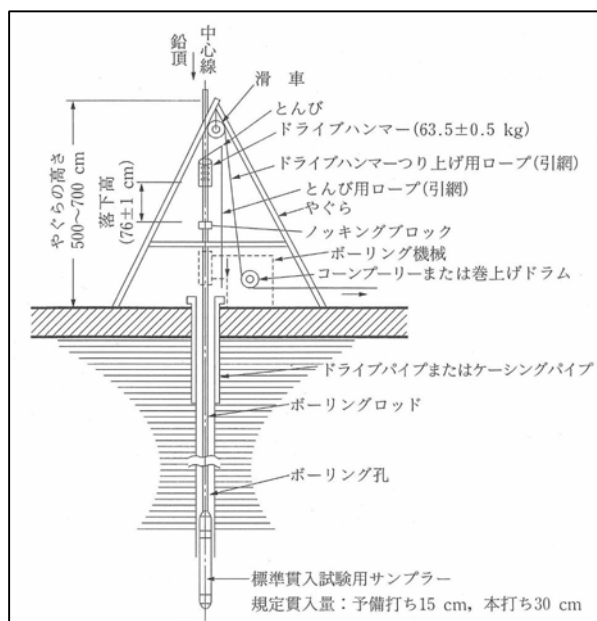 中心線
鉛頂
滑車
とんび
ドライブハンマー(63.5±0.5 kg)
ドライブハンマーつり上げ用ロープ(引綱)
とんび用ロープ(引綱)
やぐら
ノッキングブロック
ボーリング機械
コーンプーリーまたは巻上げドラム
やぐらの高さ
500〜700 cm
落下高
(76±1 cm)
ドライブパイプまたはケーシングパイプ
ボーリングロッド
ボーリング孔
標準貫入試験用サンプラー
規定貫入量：予備打ち15 cm，本打ち30 cm